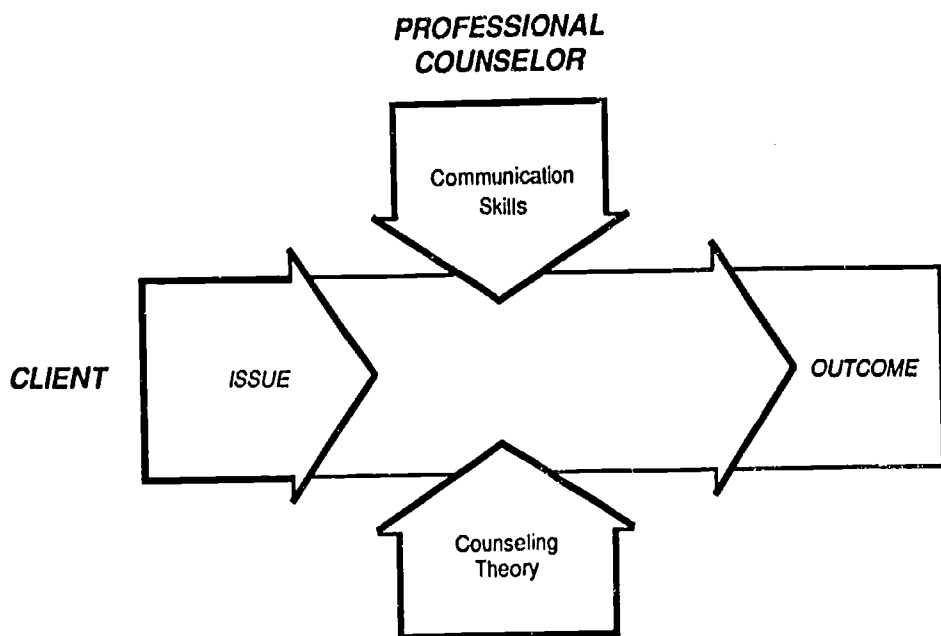 PROFESSIONAL
COUNSELOR
Communication
Skills
CLIENT
ISSUE
OUTCOME
Counseling
Theory